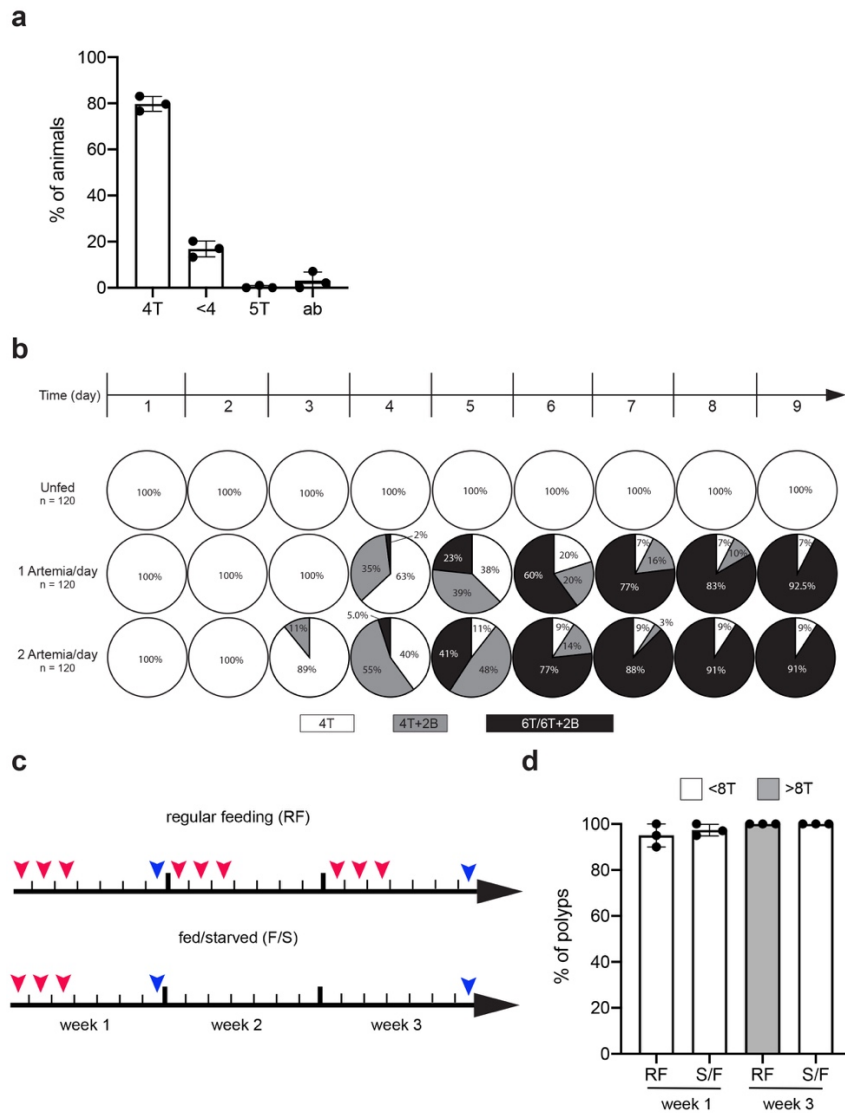 a
% of animals
100
80
60
40
20
0
4T <4 5T ab
b
Time (day)
1 2 3 4 5 6 7 8 9
Unfed
n = 120
100% 100% 100% 100% 100% 100% 100% 100% 100%
1 Artemia/day
n = 120
100% 100% 100% 35% 2% 63% 23% 38% 39% 60% 20% 20% 7% 16% 77% 7% 10% 83% 7% 92.5%
2 Artemia/day
n = 120
100% 100% 11% 89% 5.0% 55% 40% 41% 11% 48% 9% 14% 77% 9% 3% 88% 9% 91% 9% 91%
4T 4T+2B 6T/6T+2B
c
regular feeding (RF)
fed/starved (F/S)
week 1 week 2 week 3
d
<8T >8T
% of polyps
100
80
60
40
20
0
RF S/F RF S/F
week 1 week 3